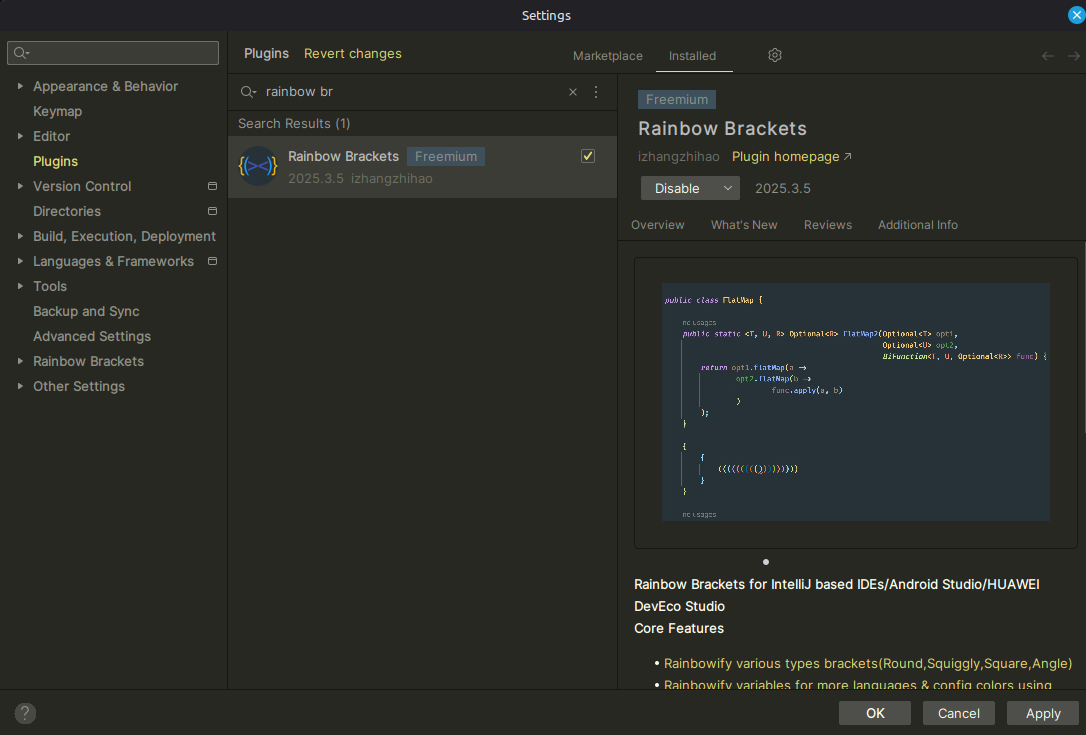 Settings
Plugins Revert changes
Marketplace Installed
Appearance & Behavior
Keymap
Editor
Plugins
Version Control
Directories
Build, Execution, Deployment
Languages & Frameworks
Tools
Backup and Sync
Advanced Settings
Rainbow Brackets
Other Settings
rainbow br
Search Results (1)
Rainbow Brackets Freemium
2025.3.5 izhangzhihao
Freemium
Rainbow Brackets
izhangzhihao Plugin homepage ↗
Disable 2025.3.5
Overview What's New Reviews Additional Info
public class FlatMap {
no usages
public static <T, U, R> Optional<R> FlatMap2(Optional<T> opt1,
Optional<U> opt2,
BiFunction<T, U, Optional<R>> func) {
return opt1.flatMap(a ->
opt2.flatMap(b ->
func.apply(a, b)
)
);
}
{
{
}
}
no usages
Rainbow Brackets for IntelliJ based IDEs/Android Studio/HUAWEI
DevEco Studio
Core Features
• Rainbowify various types brackets(Round,Squiggly,Square,Angle)
• Rainbowify variables for more languages & config colors using
?
OK Cancel Apply